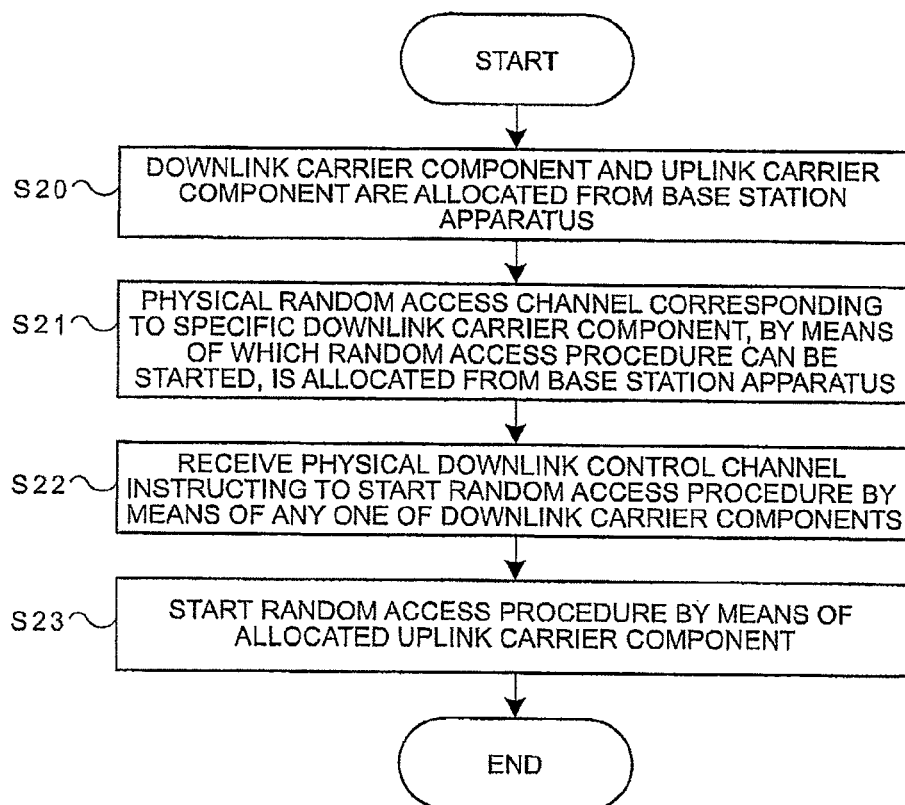 START
S20
DOWNLINK CARRIER COMPONENT AND UPLINK CARRIER
COMPONENT ARE ALLOCATED FROM BASE STATION
APPARATUS
S21
PHYSICAL RANDOM ACCESS CHANNEL CORRESPONDING
TO SPECIFIC DOWNLINK CARRIER COMPONENT, BY MEANS
OF WHICH RANDOM ACCESS PROCEDURE CAN BE
STARTED, IS ALLOCATED FROM BASE STATION APPARATUS
S22
RECEIVE PHYSICAL DOWNLINK CONTROL CHANNEL
INSTRUCTING TO START RANDOM ACCESS PROCEDURE BY
MEANS OF ANY ONE OF DOWNLINK CARRIER COMPONENTS
S23
START RANDOM ACCESS PROCEDURE BY MEANS OF
ALLOCATED UPLINK CARRIER COMPONENT
END